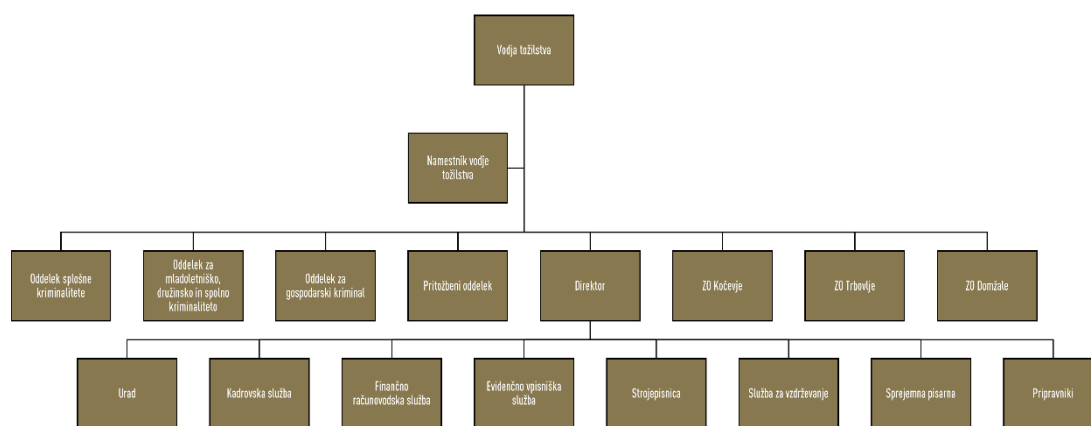 Vodja tožilstva
Namestnik vodje
tožilstva
Oddelek splošne
kriminalitete
Oddelek za
mladoletniško,
družinsko in spolno
kriminaliteto
Oddelek za
gospodarski kriminal
Pritožbeni oddelek
Direktor
ZO Kočevje
ZO Trbovlje
ZO Domžale
Urad
Kadrovska služba
Finančno
računovodska služba
Evidenčno vpisniška
služba
Strojepisnica
Služba za vzdrževanje
Sprejemna pisarna
Pripravniki